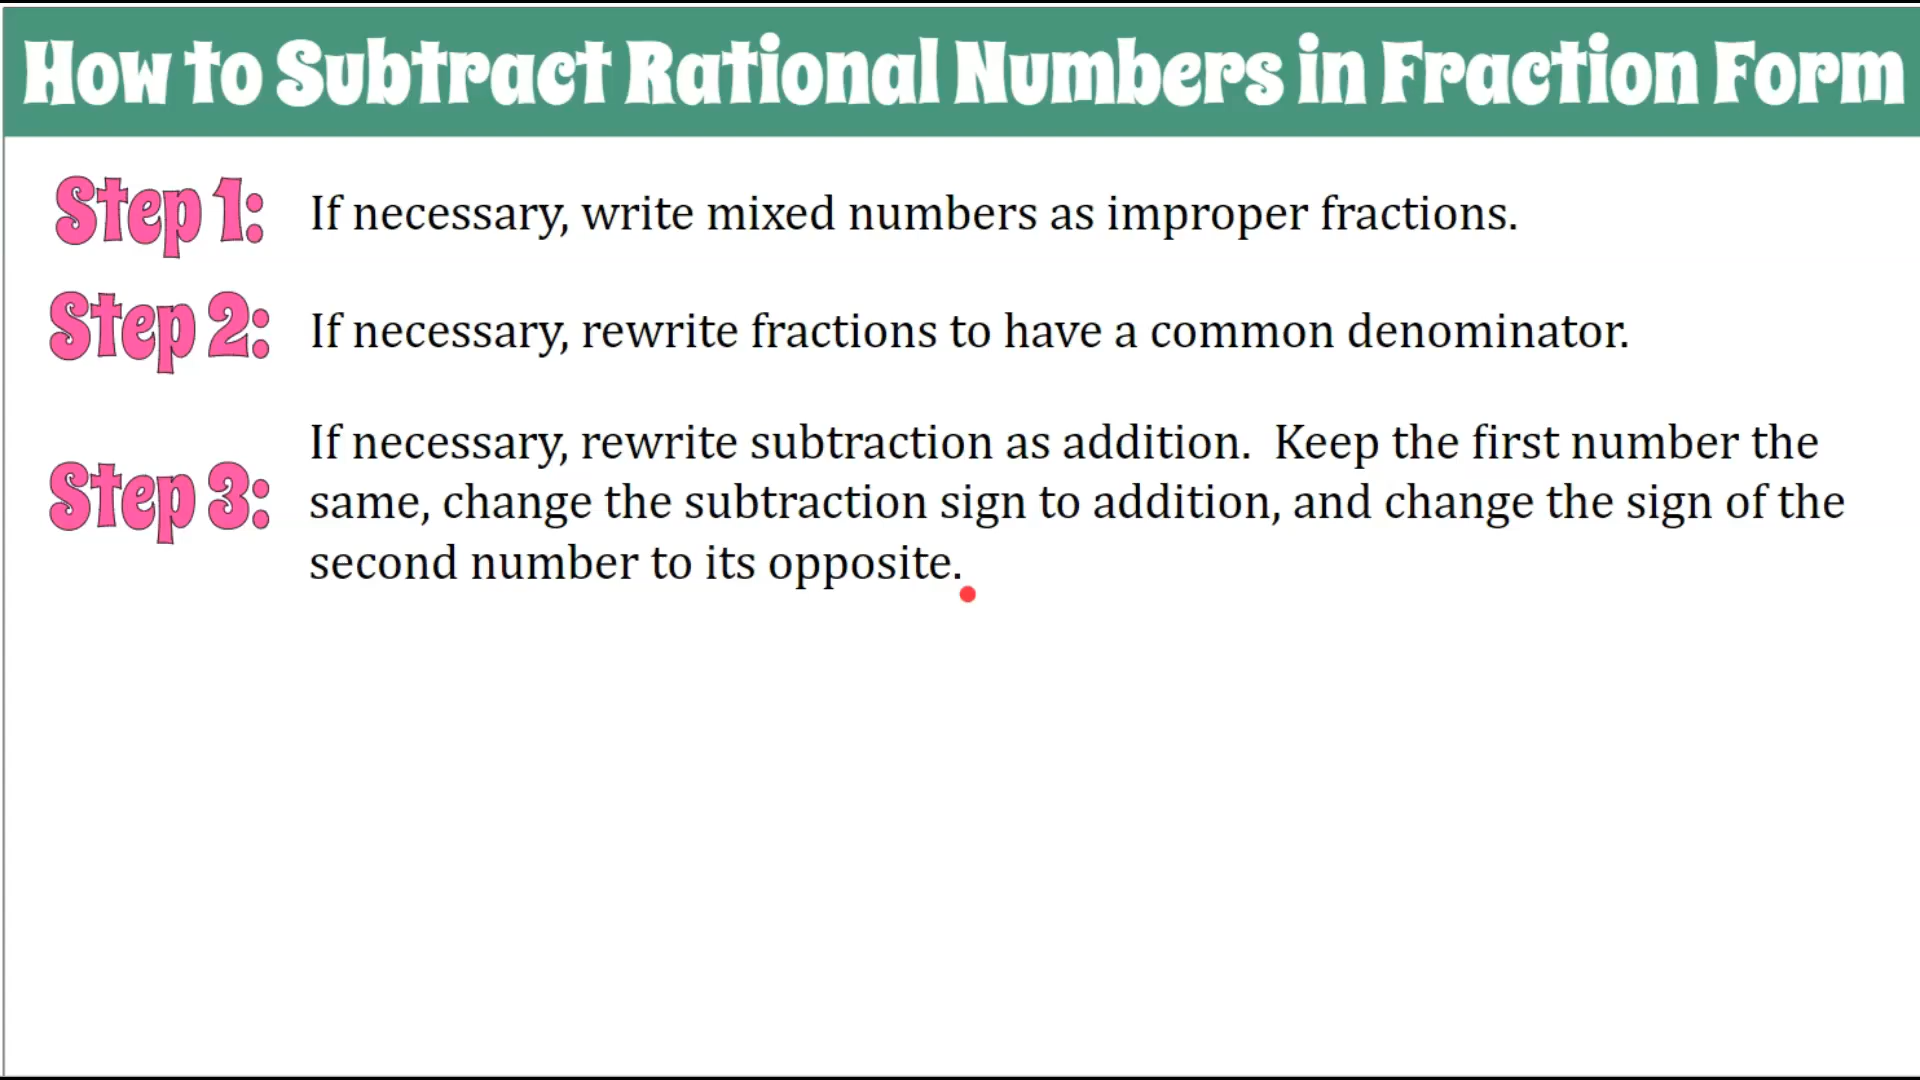 How to Subtract Rational Numbers in Fraction Form
Step 1: If necessary, write mixed numbers as improper fractions.
Step 2: If necessary, rewrite fractions to have a common denominator.
Step 3: If necessary, rewrite subtraction as addition.  Keep the first number the
same, change the subtraction sign to addition, and change the sign of the
second number to its opposite.